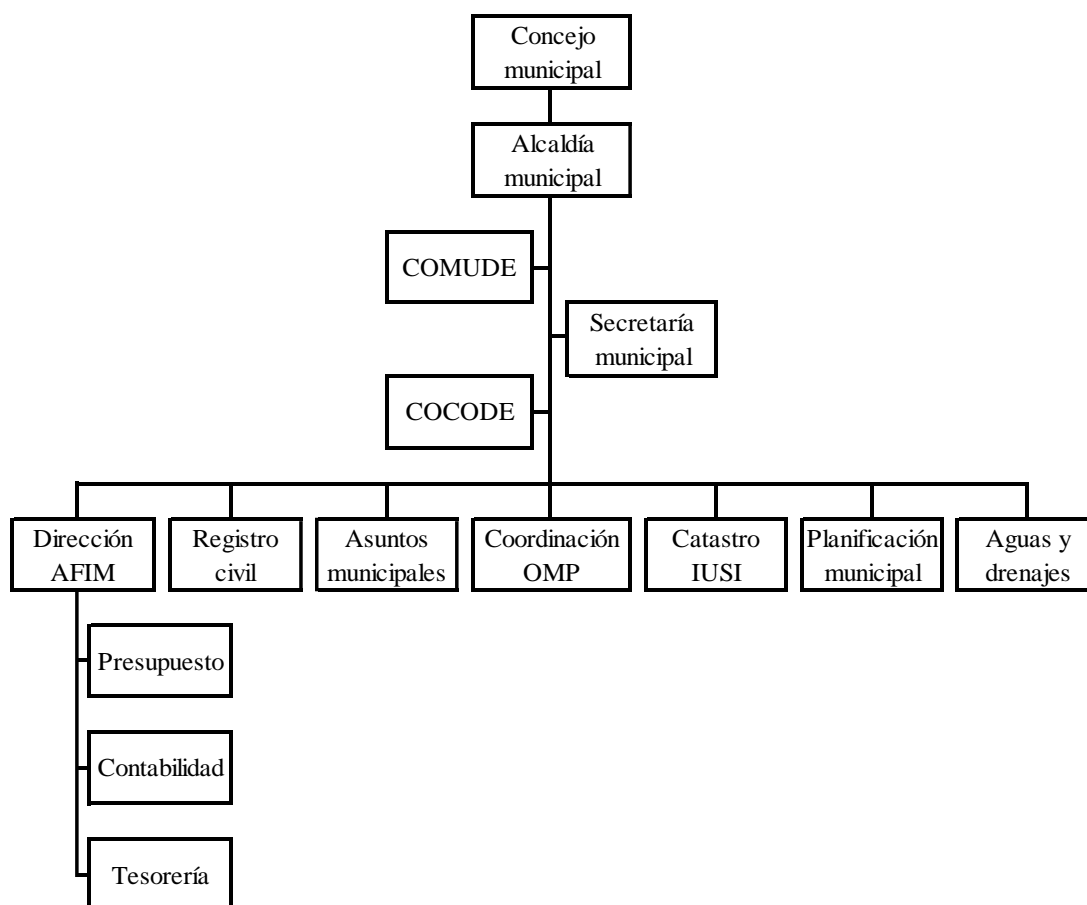 Concejo
municipal
Alcaldía
municipal
COMUDE
Secretaría
municipal
COCODE
Dirección
AFIM
Registro
civil
Asuntos
municipales
Coordinación
OMP
Catastro
IUSI
Planificación
municipal
Aguas y
drenajes
Presupuesto
Contabilidad
Tesorería